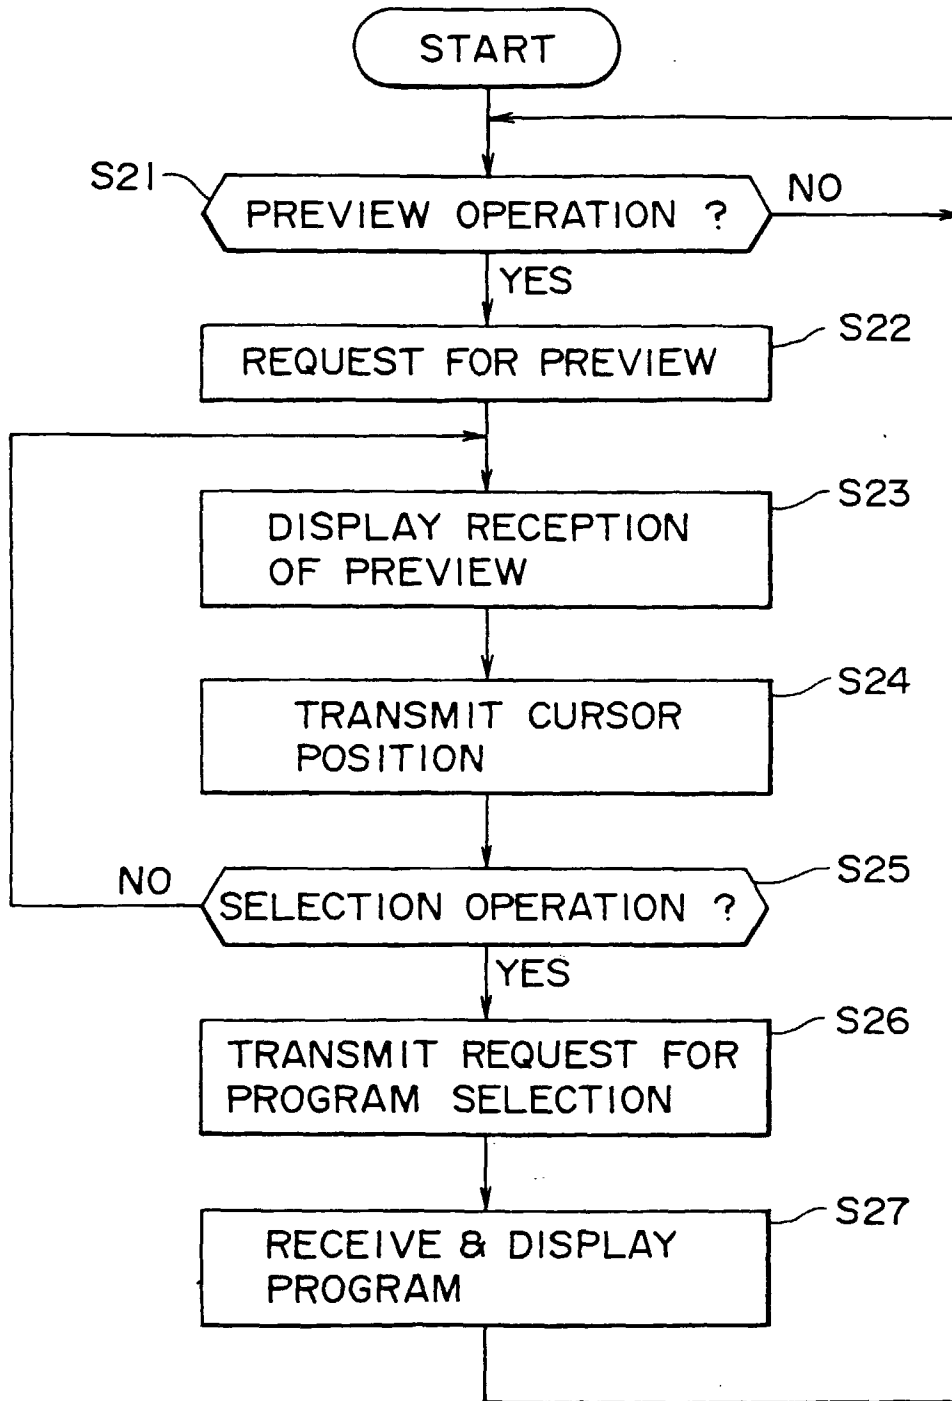 START
S21
PREVIEW OPERATION ?
NO
YES
S22
REQUEST FOR PREVIEW
S23
DISPLAY RECEPTION
OF PREVIEW
S24
TRANSMIT CURSOR
POSITION
NO
S25
SELECTION OPERATION ?
YES
S26
TRANSMIT REQUEST FOR
PROGRAM SELECTION
S27
RECEIVE & DISPLAY
PROGRAM